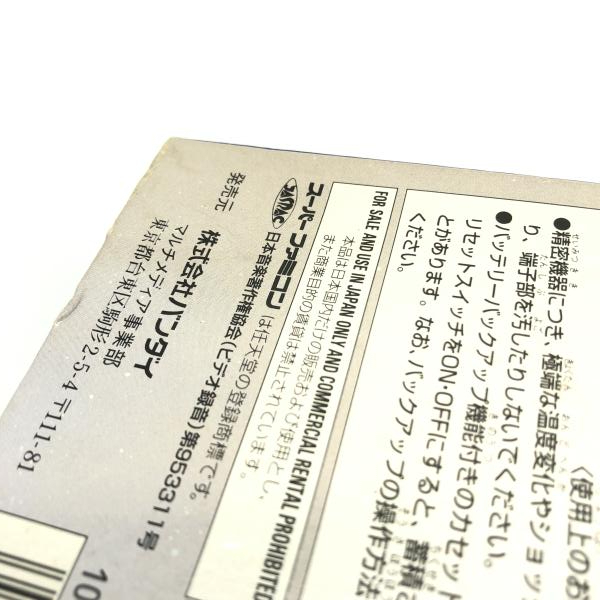 〈使用上のお
●精密機器につき、極端な温度変化やショッ
り、端子部を汚したりしないでください。
●バッテリーバックアップ機能付きのカセット
リセットスイッチをON・OFFにすると、蓄積
とがあります。なお、バックアップの操作方法
ください。
FOR SALE AND USE IN JAPAN ONLY AND COMMERCIAL RENTAL PROHIBITED
本品は日本国内だけの販売および使用とし、
また商業目的の賃貸は禁止されています。
スーパーファミコンは任天堂の登録商標です。
JASRAC 日本音楽著作権協会(ビデオ録音)第953311号
発売元
株式会社バンダイ
マルチメディア事業部
東京都台東区駒形2-5-4 〒111-81
10